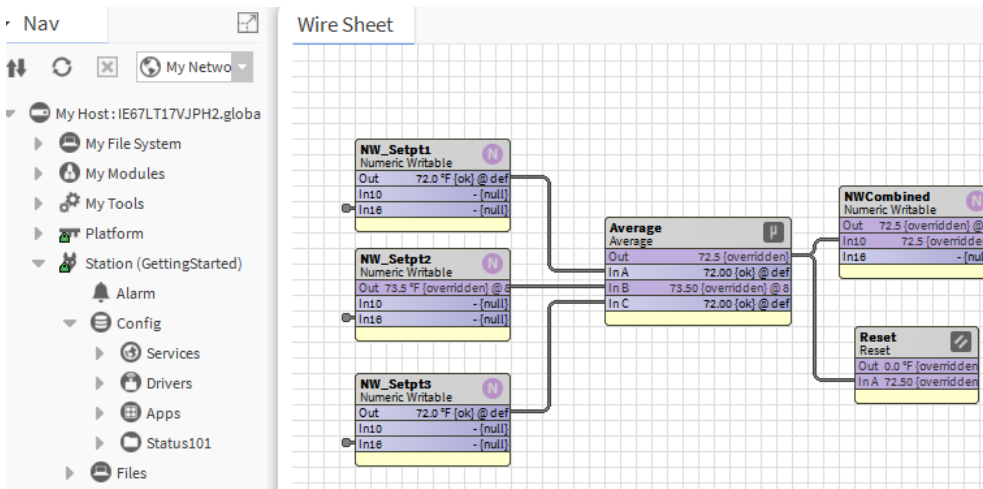 Nav
My Netwo
My Host : IE67LT17VJPH2.globa
My File System
My Modules
My Tools
Platform
Station (GettingStarted)
Alarm
Config
Services
Drivers
Apps
Status101
Files
Wire Sheet
NW_Setpt1
N
Numeric Writable
Out 72.0 °F {ok} @ def
In10 - {null}
In16 - {null}
NW_Setpt2
N
Numeric Writable
Out 73.5 °F {overridden} @ 8
In10 - {null}
In16 - {null}
NW_Setpt3
N
Numeric Writable
Out 72.0 °F {ok} @ def
In10 - {null}
In16 - {null}
Average
µ
Average
Out 72.5 {overridden}
In A 72.00 {ok} @ def
In B 73.50 {overridden} @ 8
In C 72.00 {ok} @ def
NWCombined
N
Numeric Writable
Out 72.5 {overridden} @
In10 72.5 {overridde
In16 - {nul
Reset
Reset
Out 0.0 °F {overridden
In A 72.50 {overridden